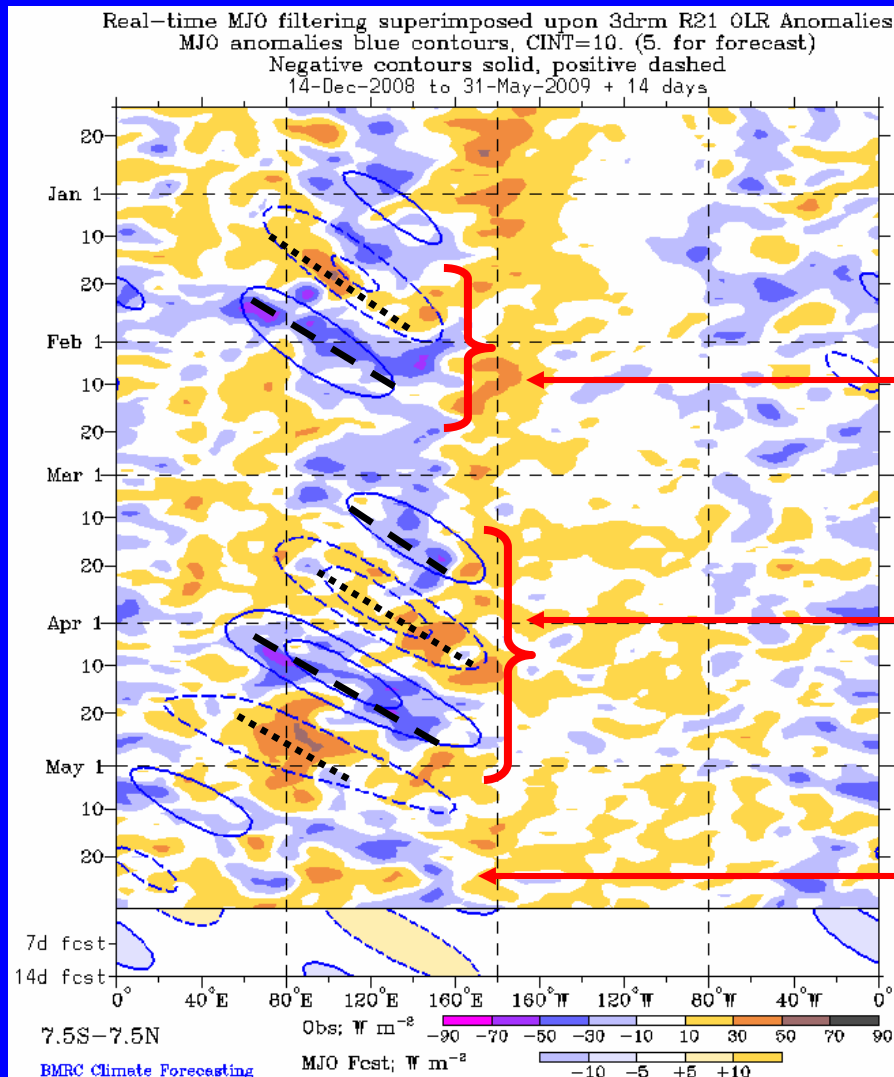 Real-time MJO filtering superimposed upon 3drm R21 OLR Anomalies
MJO anomalies blue contours, CINT=10. (5. for forecast)
Negative contours solid, positive dashed
14-Dec-2008 to 31-May-2009 + 14 days
20
Jan 1
10
20
Feb 1
10
20
Mar 1
10
20
Apr 1
10
20
May 1
10
20
7d fcst
14d fcst
0° 40°E 80°E 120°E 160°E 160°W 120°W 80°W 40°W 0°
7.5S-7.5N
Obs; W m⁻²
-90 -70 -50 -30 -10 10 30 50 70 90
BMRC Climate Forecasting
MJO Fcst; W m⁻²
-10 -5 +5 +10